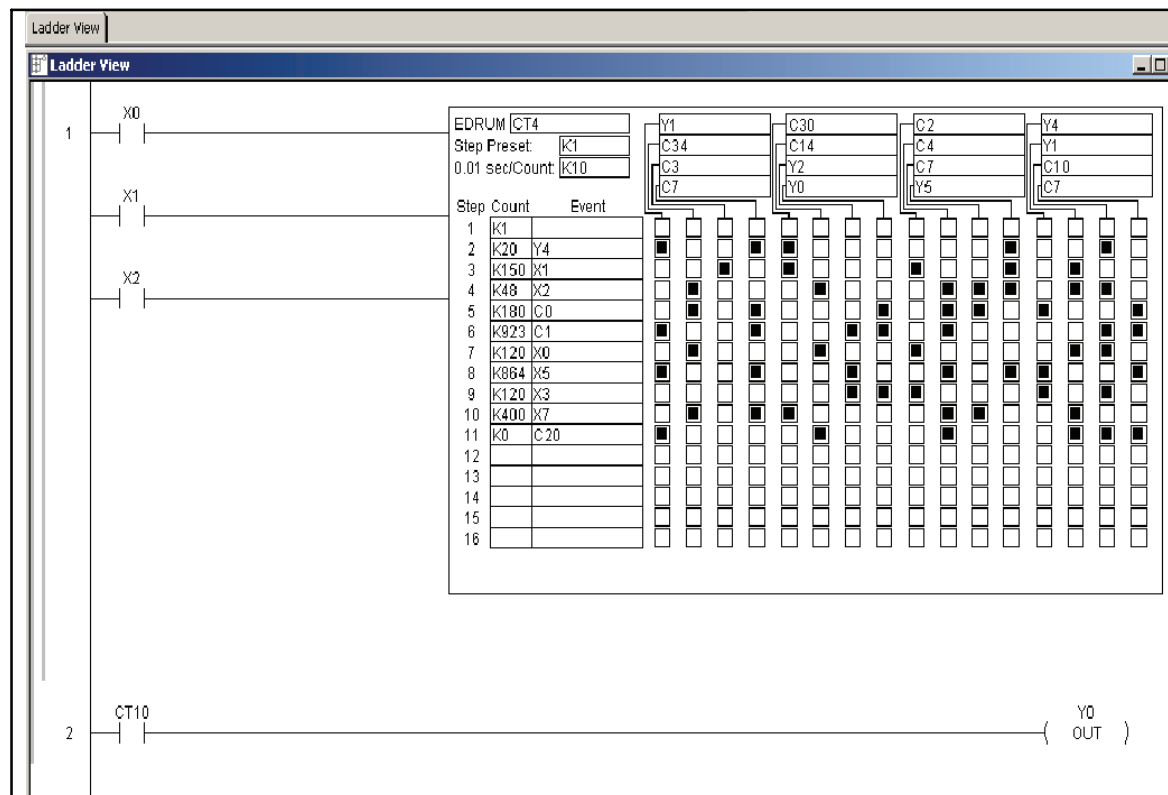 Ladder View
Ladder View
1
X0
X1
X2
EDRUM CT4
Step Preset: K1
0.01 sec/Count: K10
Y1 C30 C2 Y4
C34 C14 C4 Y1
C3 Y2 C7 C10
C7 Y0 Y5 C7
Step Count Event
1 K1
2 K20 Y4
3 K150 X1
4 K48 X2
5 K180 C0
6 K923 C1
7 K120 X0
8 K864 X5
9 K120 X3
10 K400 X7
11 K0 C20
12
13
14
15
16
2
CT10
Y0
OUT